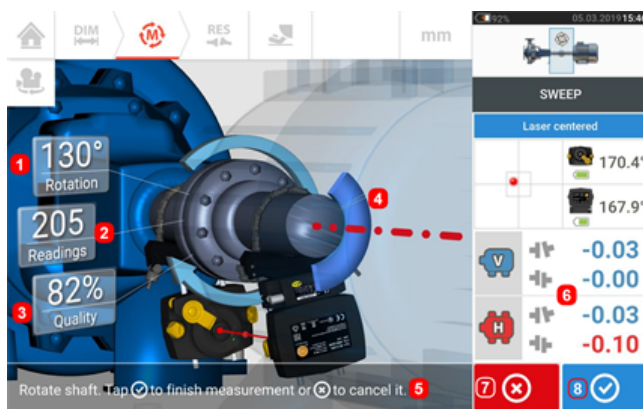 DIM
M
RES
mm
92%
05.03.2019 15:4
SWEEP
Laser centered
170.4°
167.9°
1
130°
Rotation
2
205
Readings
3
82%
Quality
4
V
-0.03
-0.00
6
H
-0.03
-0.10
Rotate shaft. Tap to finish measurement or to cancel it.
5
7
8